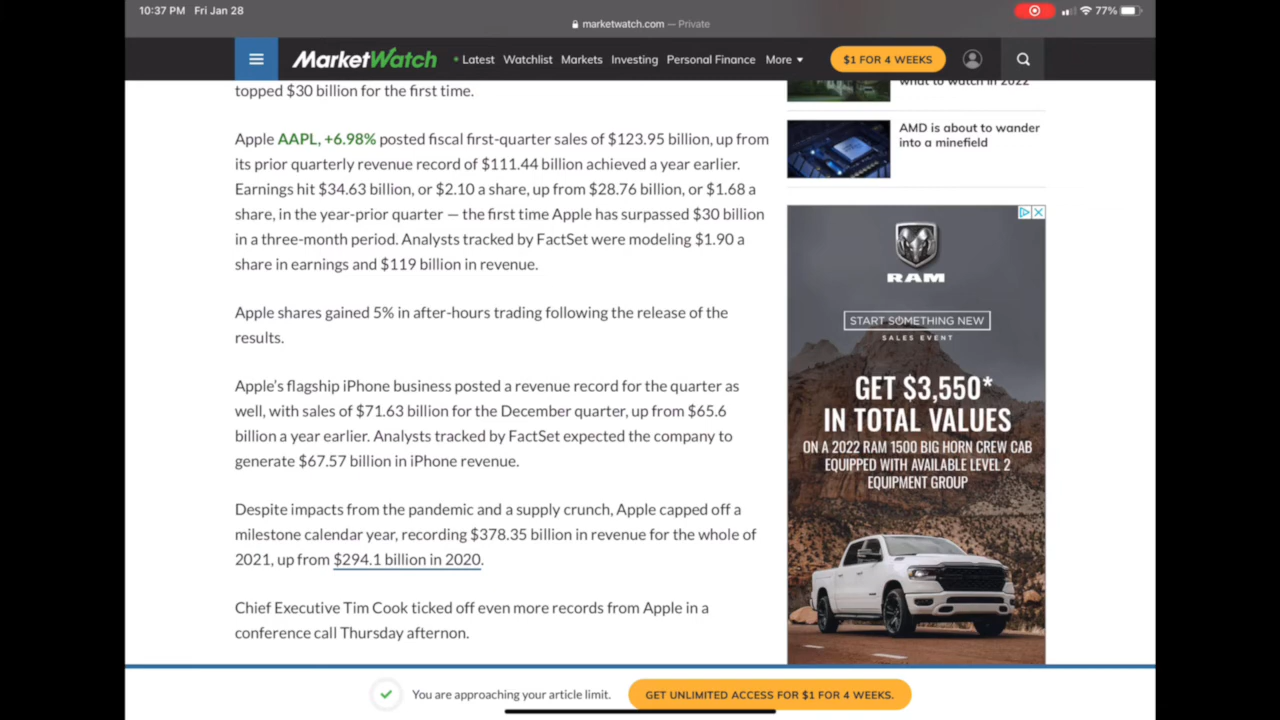 10:37 PM Fri Jan 28
77%
marketwatch.com — Private
MarketWatch
Latest Watchlist Markets Investing Personal Finance More
$1 FOR 4 WEEKS
topped $30 billion for the first time.
Apple AAPL, +6.98% posted fiscal first-quarter sales of $123.95 billion, up from
its prior quarterly revenue record of $111.44 billion achieved a year earlier.
Earnings hit $34.63 billion, or $2.10 a share, up from $28.76 billion, or $1.68 a
share, in the year-prior quarter — the first time Apple has surpassed $30 billion
in a three-month period. Analysts tracked by FactSet were modeling $1.90 a
share in earnings and $119 billion in revenue.
Apple shares gained 5% in after-hours trading following the release of the
results.
Apple's flagship iPhone business posted a revenue record for the quarter as
well, with sales of $71.63 billion for the December quarter, up from $65.6
billion a year earlier. Analysts tracked by FactSet expected the company to
generate $67.57 billion in iPhone revenue.
Despite impacts from the pandemic and a supply crunch, Apple capped off a
milestone calendar year, recording $378.35 billion in revenue for the whole of
2021, up from $294.1 billion in 2020.
Chief Executive Tim Cook ticked off even more records from Apple in a
conference call Thursday afternoon.
what to watch in 2022
AMD is about to wander
into a minefield
RAM
START SOMETHING NEW
SALES EVENT
GET $3,550*
IN TOTAL VALUES
ON A 2022 RAM 1500 BIG HORN CREW CAB
EQUIPPED WITH AVAILABLE LEVEL 2
EQUIPMENT GROUP
You are approaching your article limit.
GET UNLIMITED ACCESS FOR $1 FOR 4 WEEKS.